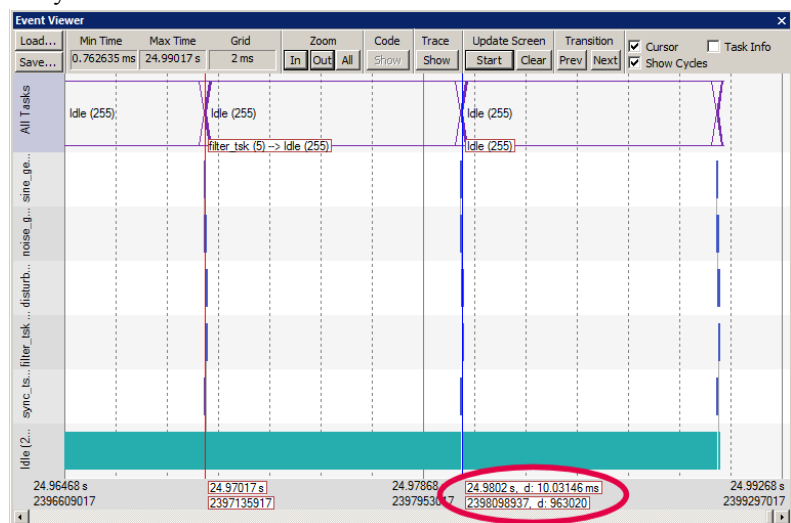 Event Viewer
Load... Min Time Max Time Grid Zoom Code Trace Update Screen Transition Cursor Task Info
Save... 0.762635 ms 24.99017 s 2 ms In Out All Show Show Start Clear Prev Next Show Cycles
All Tasks
Idle (255) Idle (255) Idle (255)
filter_tsk (5) --> Idle (255) Idle (255)
sine_ge...
noise_g...
disturb...
filter_tsk ...
sync_ts...
Idle (2...
24.96468 s 24.97017 s 24.97868 s 24.9802 s, d: 10.03146 ms 24.99268 s
2396609017 2397135917 2397953017 2398098937, d: 963020 2399297017